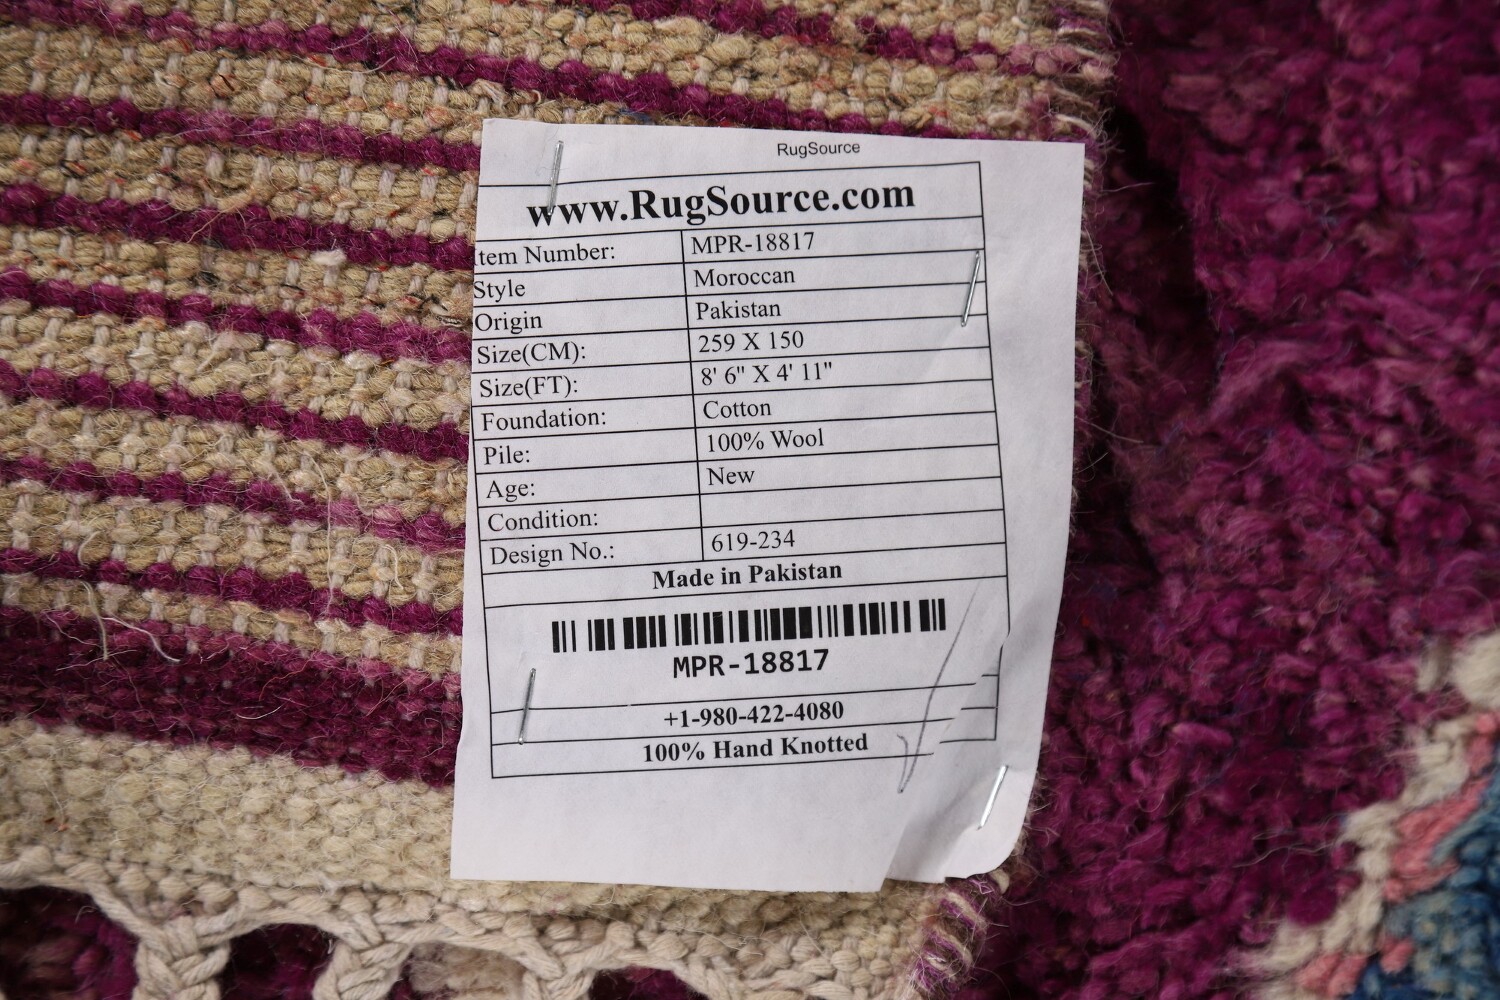 RugSource
www.RugSource.com
tem Number: MPR-18817
Style Moroccan
Origin Pakistan
Size(CM): 259 X 150
Size(FT): 8' 6" X 4' 11"
Foundation: Cotton
Pile: 100% Wool
Age: New
Condition:
Design No.: 619-234
Made in Pakistan
MPR-18817
+1-980-422-4080
100% Hand Knotted